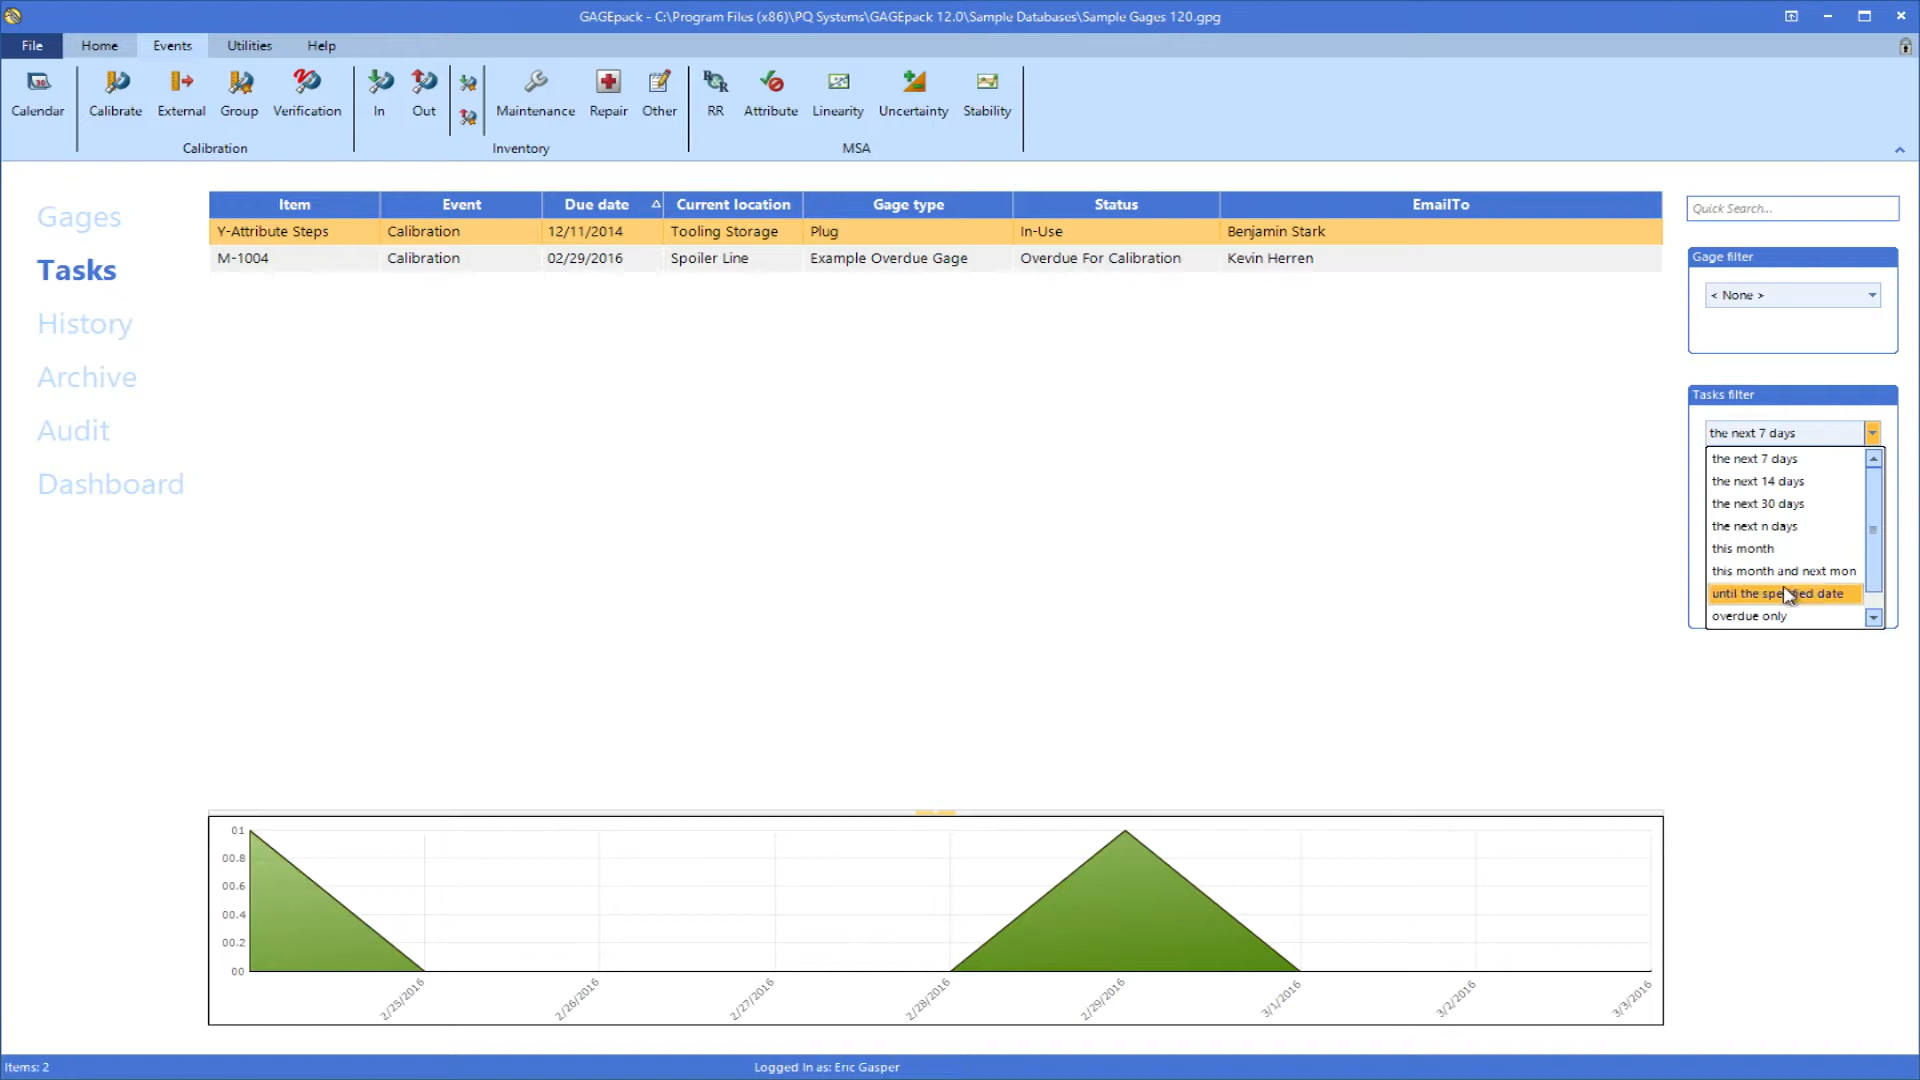 GAGEpack - C:\Program Files (x86)\PQ Systems\GAGEpack 12.0\Sample Databases\Sample Gages 120.gpg
File Home Events Utilities Help
Calendar Calibrate External Group Verification In Out Maintenance Repair Other RR Attribute Linearity Uncertainty Stability
Calibration Inventory MSA
Gages
Tasks
History
Archive
Audit
Dashboard
Item Event Due date Current location Gage type Status EmailTo
Y-Attribute Steps Calibration 12/11/2014 Tooling Storage Plug In-Use Benjamin Stark
M-1004 Calibration 02/29/2016 Spoiler Line Example Overdue Gage Overdue For Calibration Kevin Herren
Quick Search...
Gage filter
< None >
Tasks filter
the next 7 days
the next 7 days
the next 14 days
the next 30 days
the next n days
this month
this month and next mon
until the specified date
overdue only
01
00.8
00.6
00.4
00.2
00
2/25/2016 2/26/2016 2/27/2016 2/28/2016 2/29/2016 3/1/2016 3/2/2016 3/3/2016
Items: 2 Logged In as: Eric Gasper